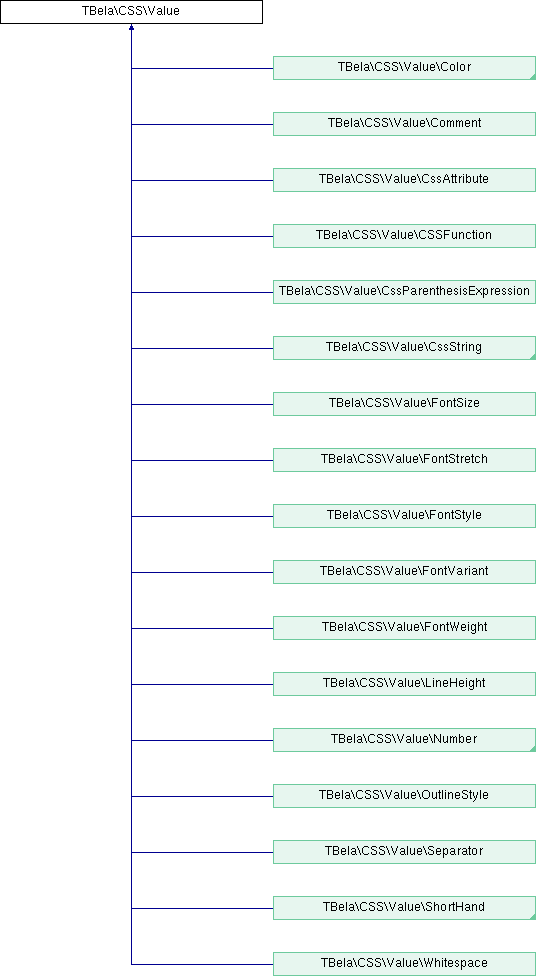 TBela\CSS\Value
TBela\CSS\Value\Color
TBela\CSS\Value\Comment
TBela\CSS\Value\CssAttribute
TBela\CSS\Value\CSSFunction
TBela\CSS\Value\CssParenthesisExpression
TBela\CSS\Value\CssString
TBela\CSS\Value\FontSize
TBela\CSS\Value\FontStretch
TBela\CSS\Value\FontStyle
TBela\CSS\Value\FontVariant
TBela\CSS\Value\FontWeight
TBela\CSS\Value\LineHeight
TBela\CSS\Value\Number
TBela\CSS\Value\OutlineStyle
TBela\CSS\Value\Separator
TBela\CSS\Value\ShortHand
TBela\CSS\Value\Whitespace